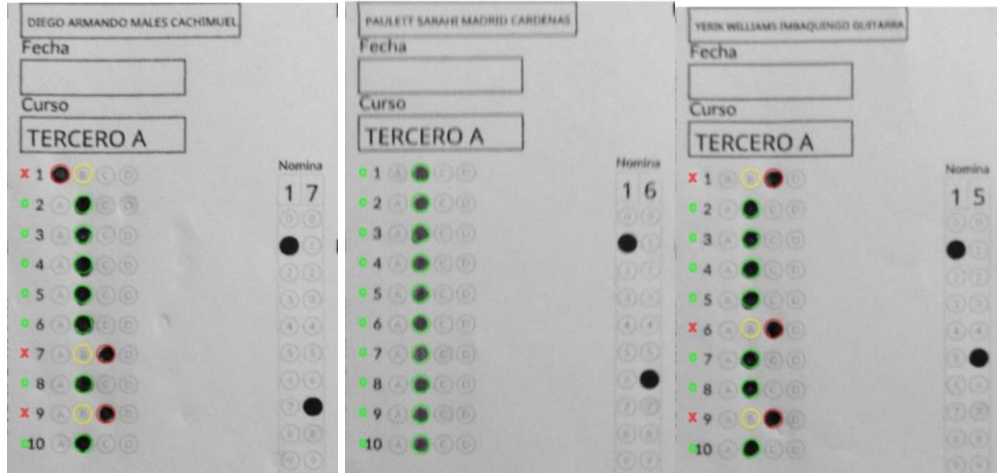 DIEGO ARMANDO MALES CACHIMUEL
Fecha
Curso
TERCERO A
Nomina
1 7
x 1 B C D
2 A C D
3 A C D
4 A C D
5 A C D
6 A C D
x 7 A B D
8 A C D
x 9 A B D
10 A C D
PAULETT SARAHI MADRID CARDENAS
Fecha
Curso
TERCERO A
Nomina
1 6
1 A C D
2 A C D
3 A C D
4 A C D
5 A C D
6 A C D
7 A C D
8 A C D
9 A C D
10 A C D
YERIK WILLIAMS IMBAQUINGO GUITARRA
Fecha
Curso
TERCERO A
Nomina
1 5
x 1 A B D
2 A C D
3 A C D
4 A C D
5 A C D
x 6 A B D
7 A C D
8 A C D
x 9 A B D
10 A C D